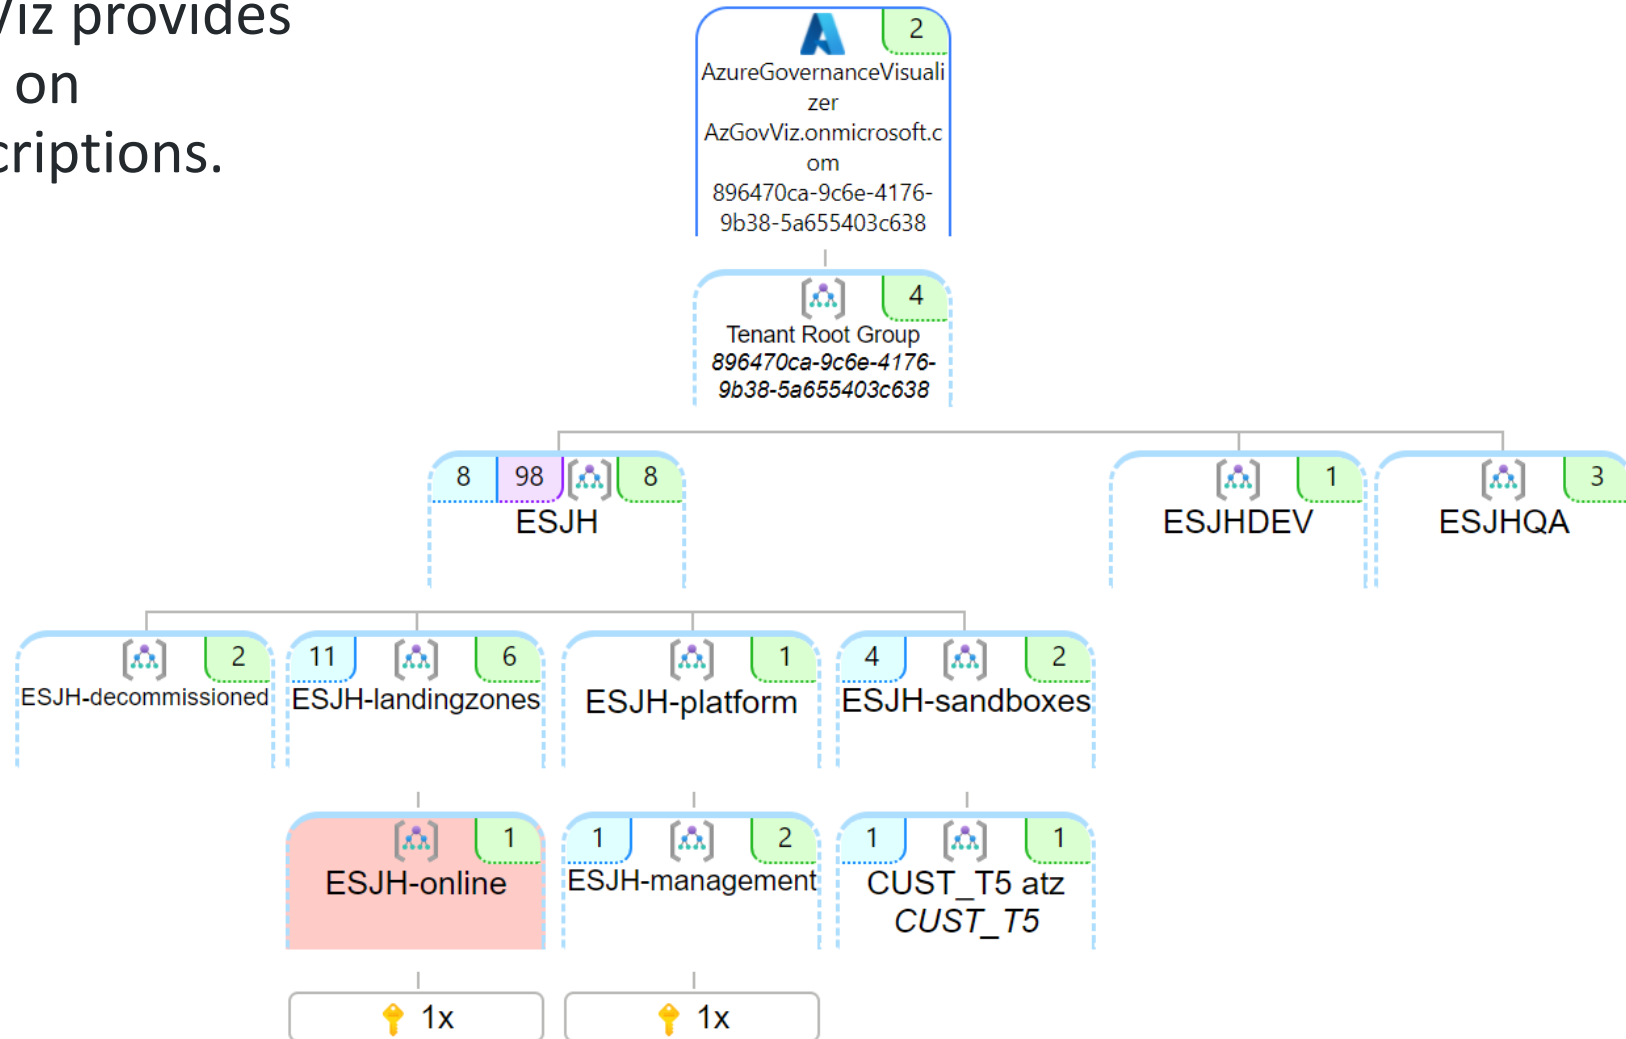 Viz provides
on
criptions.
2
AzureGovernanceVisuali
zer
AzGovViz.onmicrosoft.c
om
896470ca-9c6e-4176-
9b38-5a655403c638
4
Tenant Root Group
896470ca-9c6e-4176-
9b38-5a655403c638
8 98 8
ESJH
1
ESJHDEV
3
ESJHQA
2
ESJH-decommissioned
11 6
ESJH-landingzones
1
ESJH-platform
4 2
ESJH-sandboxes
1
ESJH-online
1 2
ESJH-management
1 1
CUST_T5 atz
CUST_T5
1x
1x